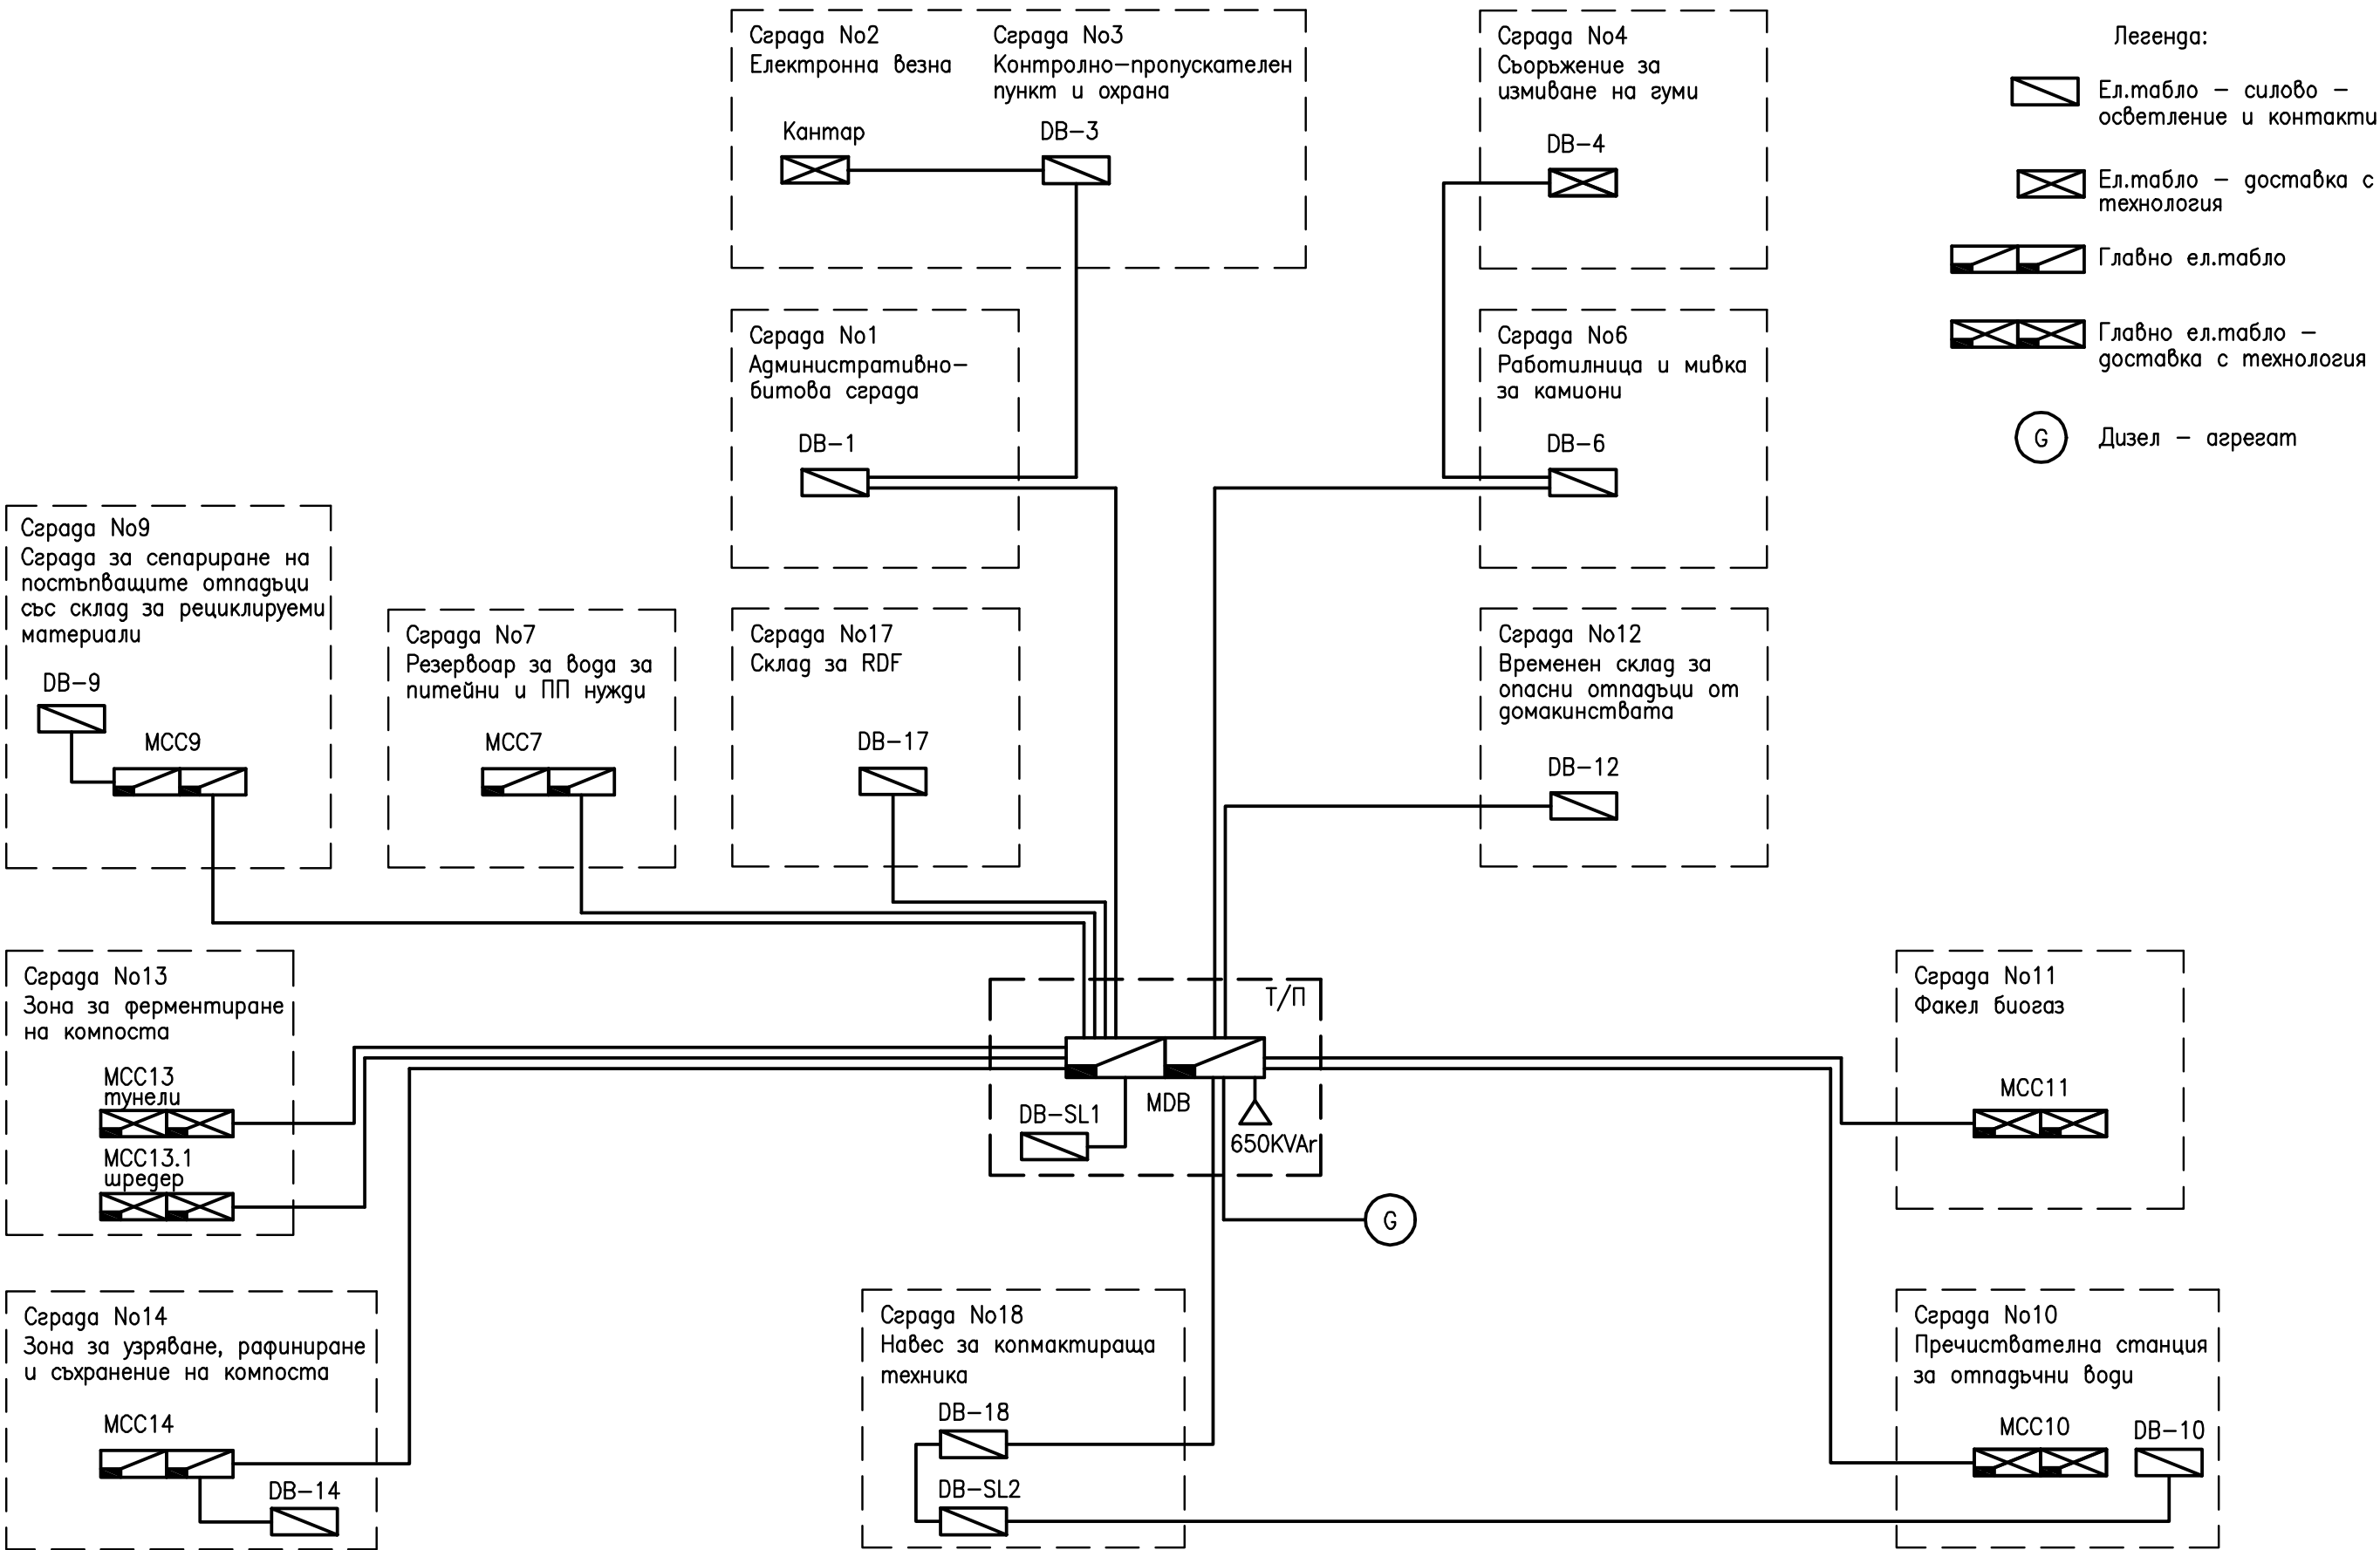 Сграда No2
Електронна везна
Кантар
Сграда No3
Контролно-пропускателен
пункт и охрана
DB-3
Сграда No4
Съоръжение за
измиване на гуми
DB-4
Легенда:
Ел.табло - силово -
осветление и контакти
Ел.табло - доставка с
технология
Главно ел.табло
Главно ел.табло -
доставка с технология
G
Дизел - агрегат
Сграда No1
Административно-
битова сграда
DB-1
Сграда No6
Работилница и мивка
за камиони
DB-6
Сграда No9
Сграда за сепариране на
постъпващите отпадъци
със склад за рециклируеми
материали
DB-9
MCC9
Сграда No7
Резервоар за вода за
питейни и ПП нужди
MCC7
Сграда No17
Склад за RDF
DB-17
Сграда No12
Временен склад за
опасни отпадъци от
домакинствата
DB-12
Сграда No13
Зона за ферментиране
на компоста
MCC13
тунели
MCC13.1
шредер
Т/П
MDB
DB-SL1
650KVAr
G
Сграда No11
Факел биогаз
MCC11
Сграда No14
Зона за узряване, рафиниране
и съхранение на компоста
MCC14
DB-14
Сграда No18
Навес за копмактираща
техника
DB-18
DB-SL2
Сграда No10
Пречиствателна станция
за отпадъчни води
MCC10
DB-10